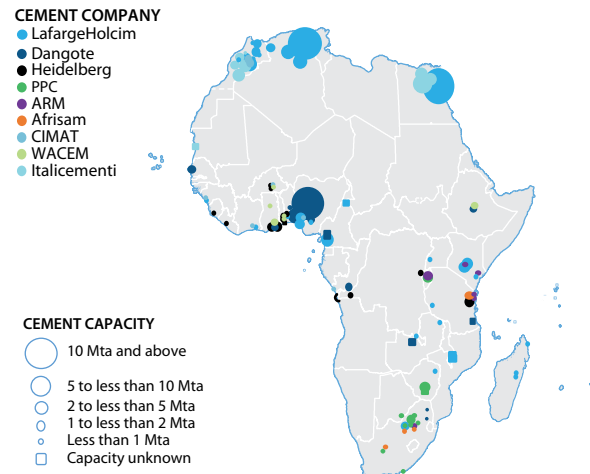 CEMENT COMPANY
LafargeHolcim
Dangote
Heidelberg
PPC
ARM
Afrisam
CIMAT
WACEM
Italicementi
CEMENT CAPACITY
10 Mta and above
5 to less than 10 Mta
2 to less than 5 Mta
1 to less than 2 Mta
Less than 1 Mta
Capacity unknown